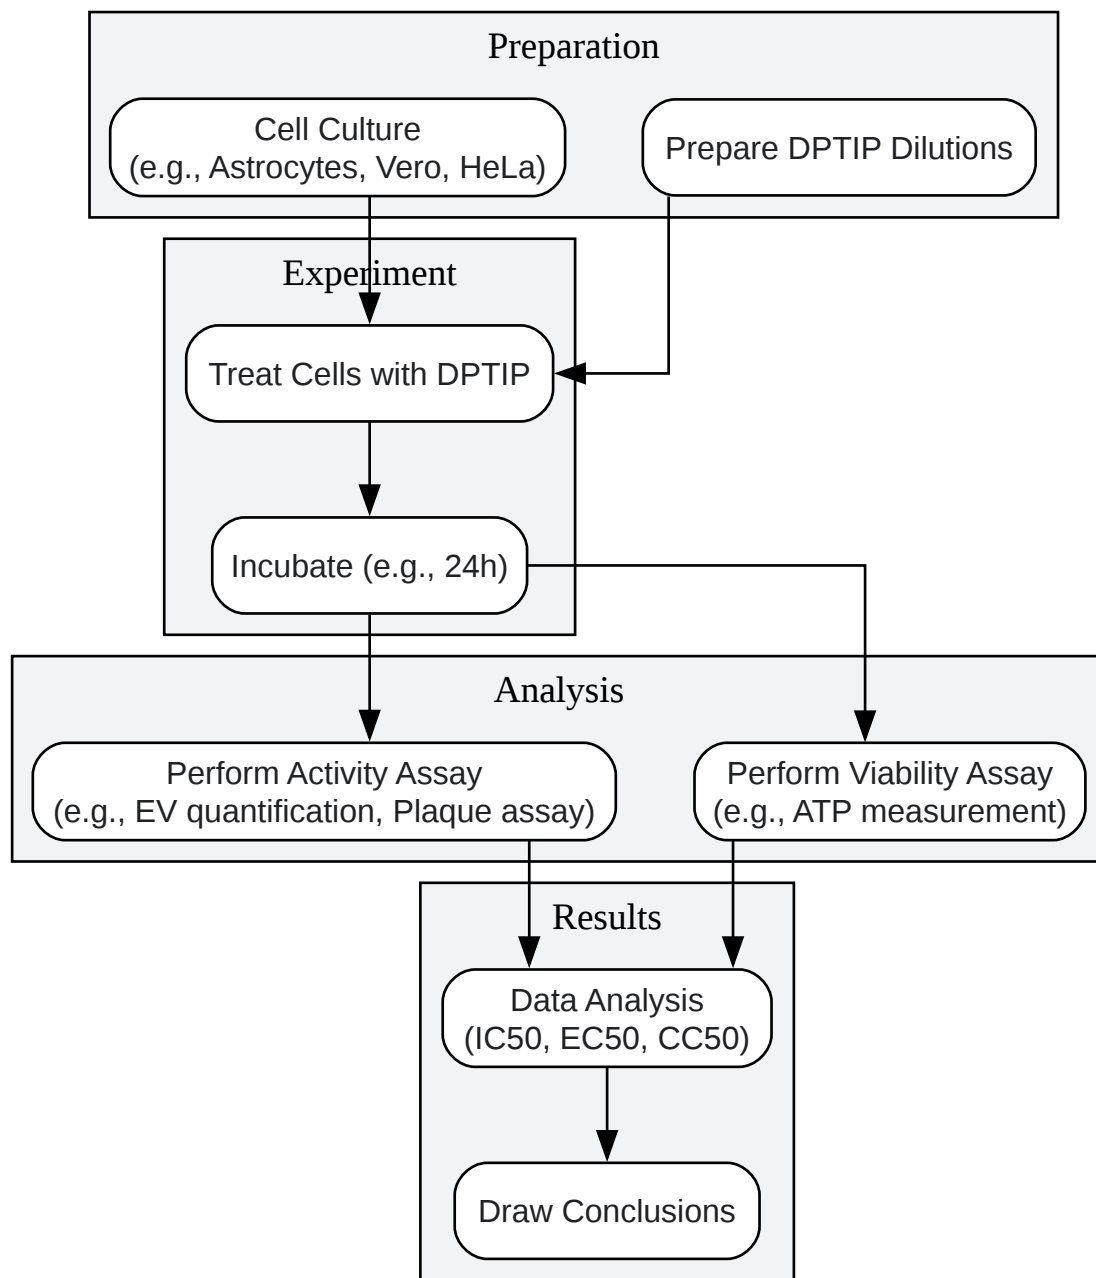 Preparation
Cell Culture
(e.g., Astrocytes, Vero, HeLa)
Prepare DPTIP Dilutions
Experiment
Treat Cells with DPTIP
Incubate (e.g., 24h)
Analysis
Perform Activity Assay
(e.g., EV quantification, Plaque assay)
Perform Viability Assay
(e.g., ATP measurement)
Results
Data Analysis
(IC50, EC50, CC50)
Draw Conclusions